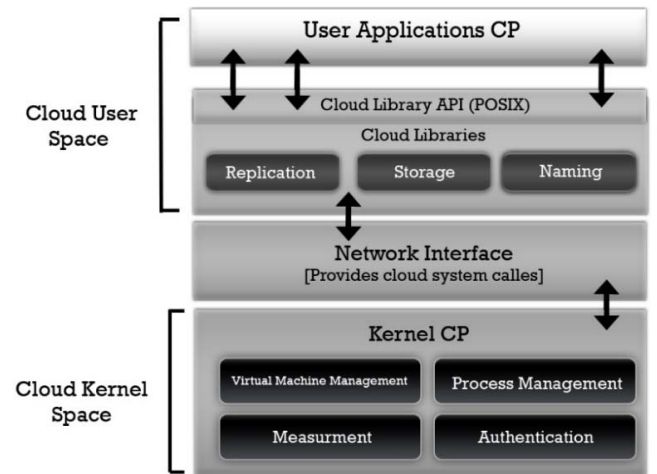 User Applications CP
Cloud Library API (POSIX)
Cloud User
Space
Cloud Libraries
Replication
Storage
Naming
Network Interface
[Provides cloud system calles]
Kernel CP
Cloud Kernel
Space
Virtual Machine Management
Process Management
Measurment
Authentication